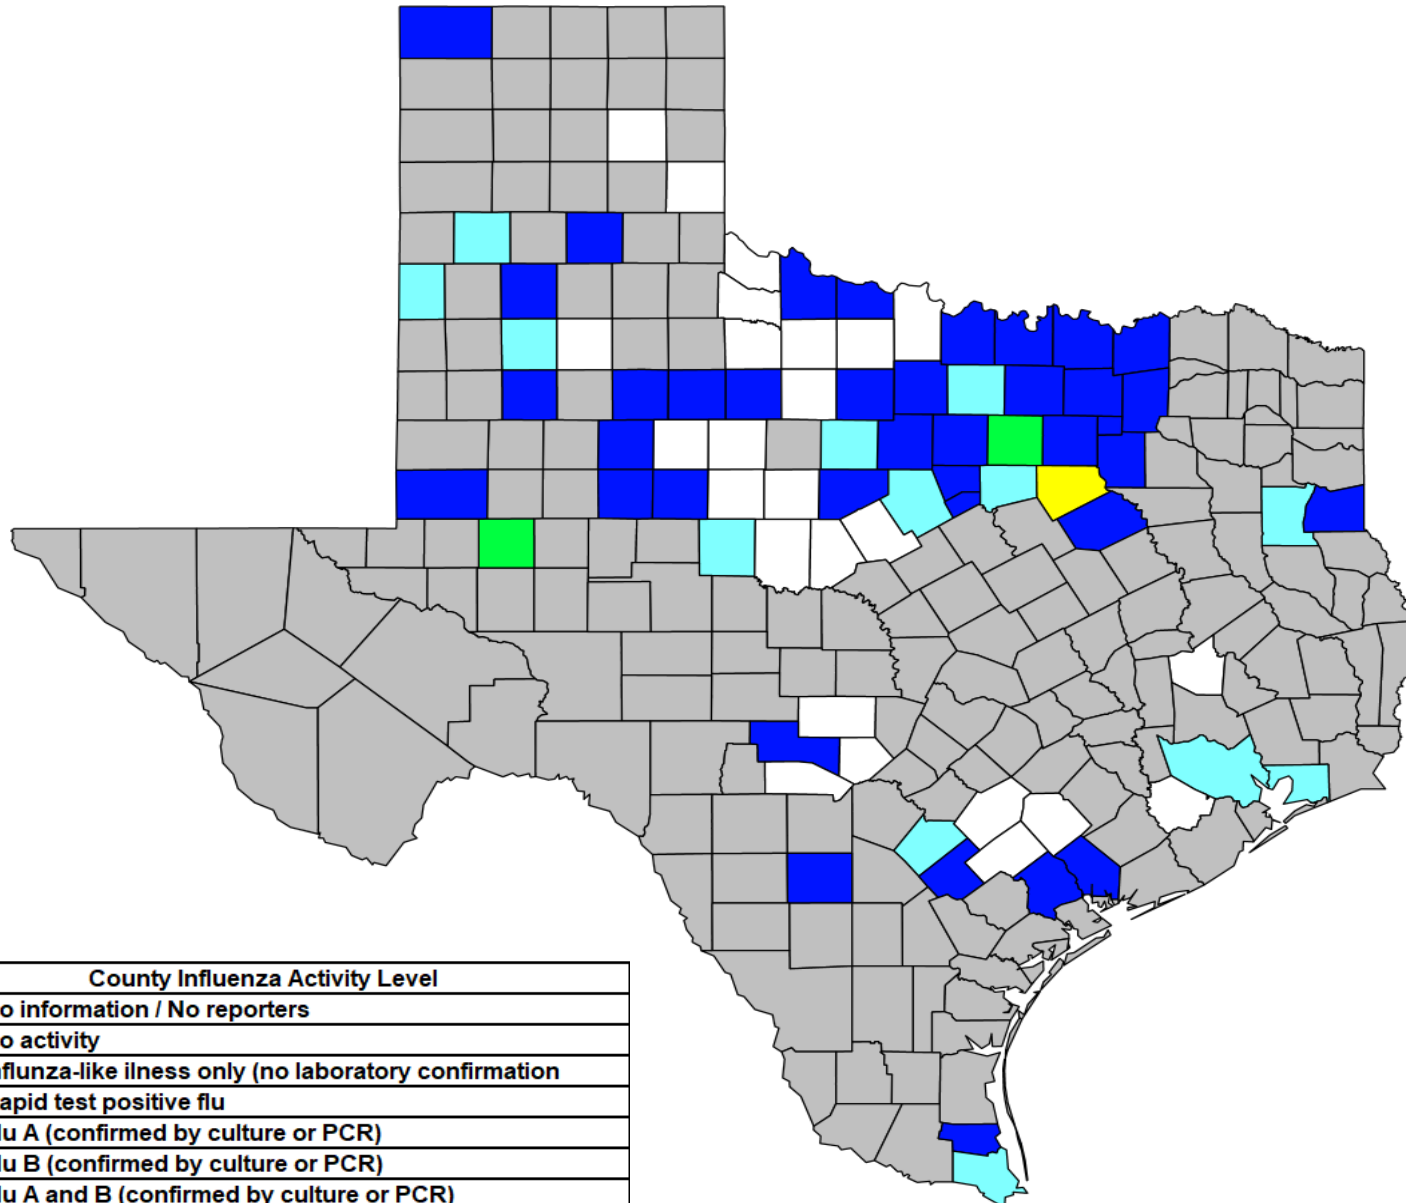 County Influenza Activity Level
o information / No reporters
o activity
nflunza-like ilness only (no laboratory confirmation
apid test positive flu
lu A (confirmed by culture or PCR)
lu B (confirmed by culture or PCR)
lu A and B (confirmed by culture or PCR)